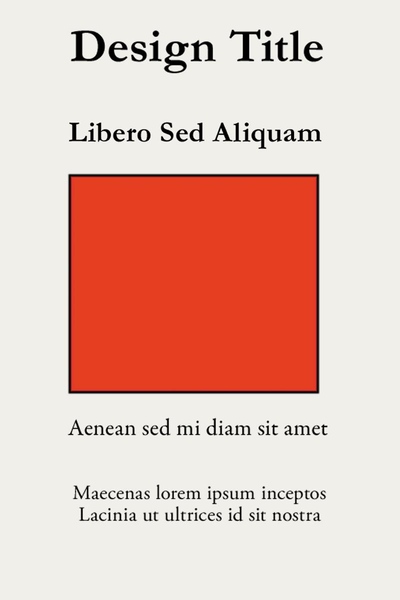 Design Title
Libero Sed Aliquam
Aenean sed mi diam sit amet
Maecenas lorem ipsum inceptos
Lacinia ut ultrices id sit nostra